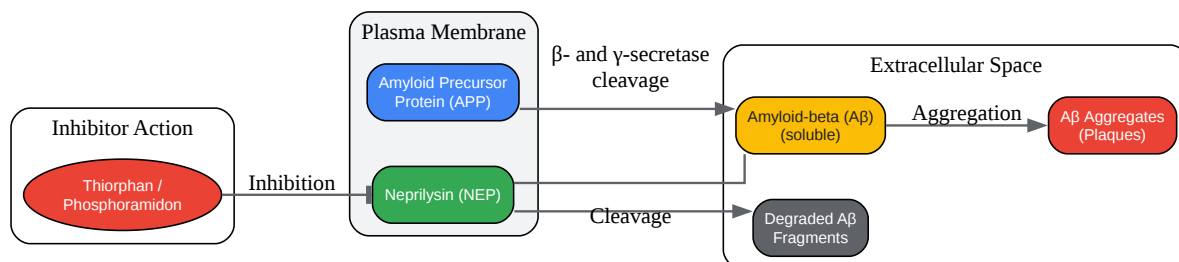 Inhibitor Action
Thiorphan /
Phosphoramidon
Inhibition
Plasma Membrane
Amyloid Precursor
Protein (APP)
Neprilysin (NEP)
β- and γ-secretase
cleavage
Cleavage
Extracellular Space
Amyloid-beta (Aβ)
(soluble)
Aggregation
Aβ Aggregates
(Plaques)
Degraded Aβ
Fragments